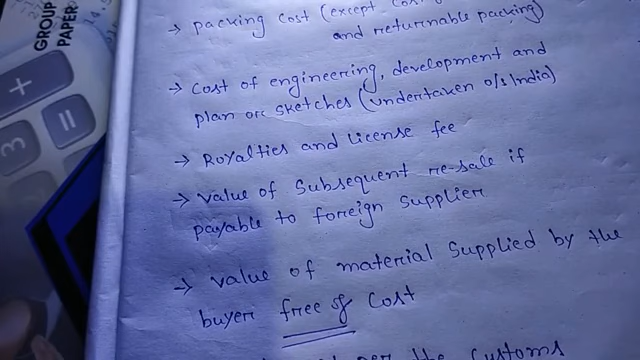 GROUP
PAPER
→ packing cost (except cost
and returnable packing)
→ Cost of engineering, development and
plan or sketches (undertaken o/s India)
→ Royalties and License fee
→ value of Subsequent re-sale if
payable to foreign supplier
→ value of material Supplied by the
buyer free of Cost
the Customs